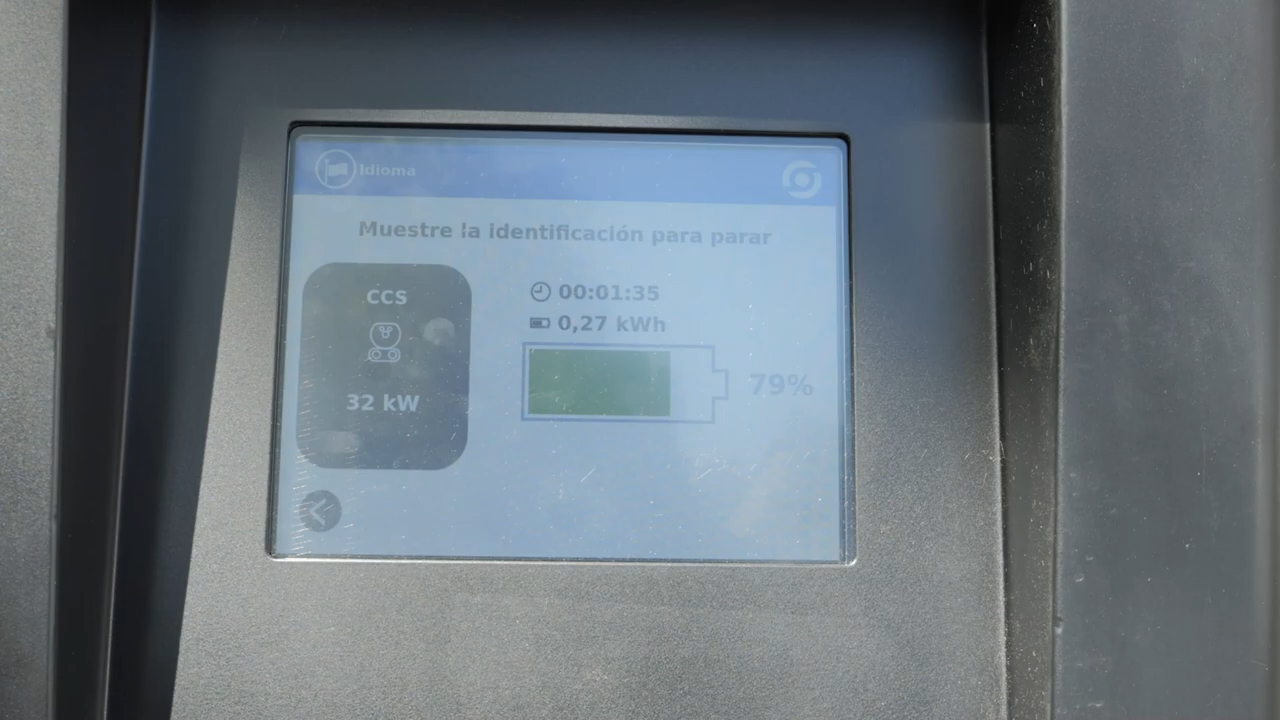 Idioma
Muestre la identificación para parar
CCS
32 kW
00:01:35
0,27 kWh
79%